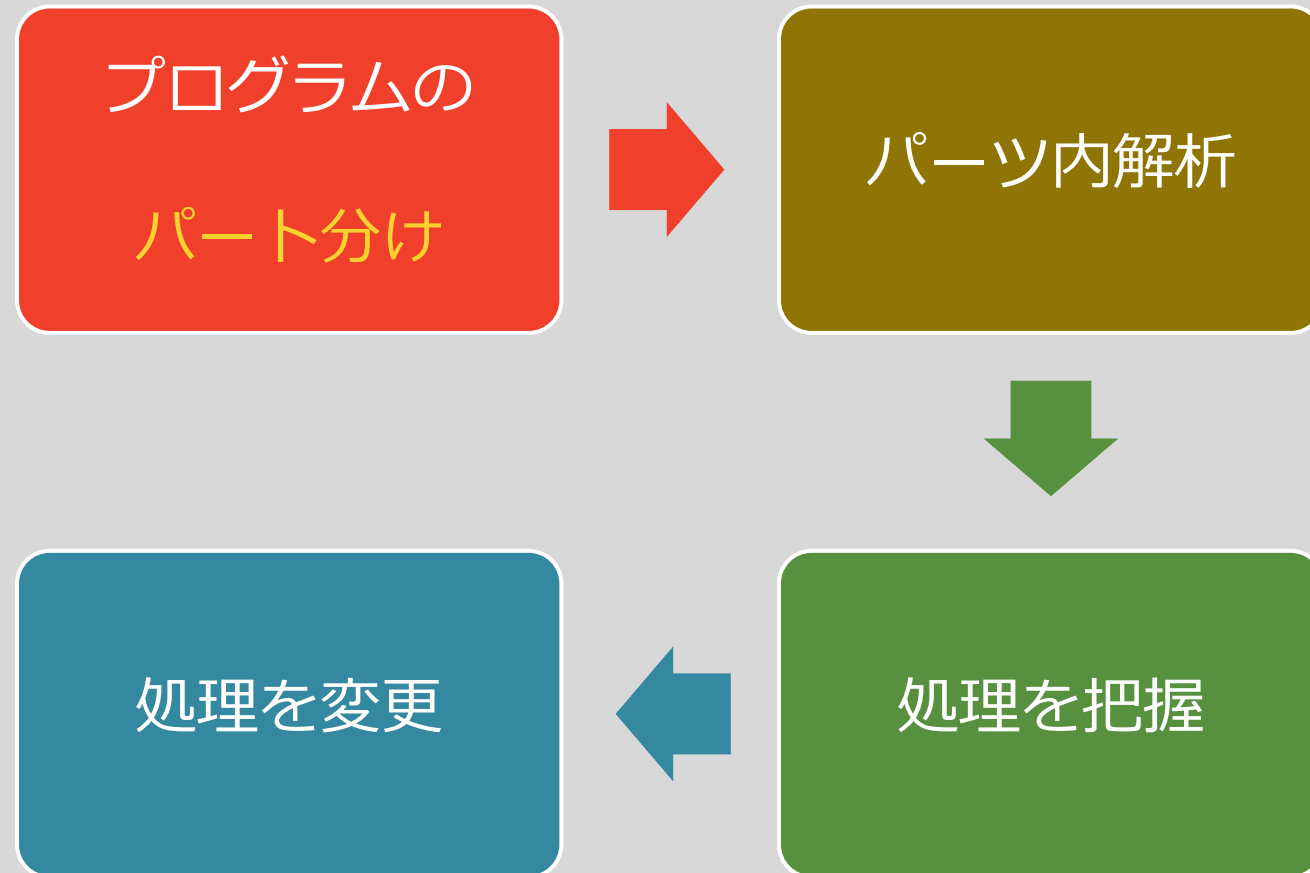 プログラムの
パート分け
パーツ内解析
処理を把握
処理を変更